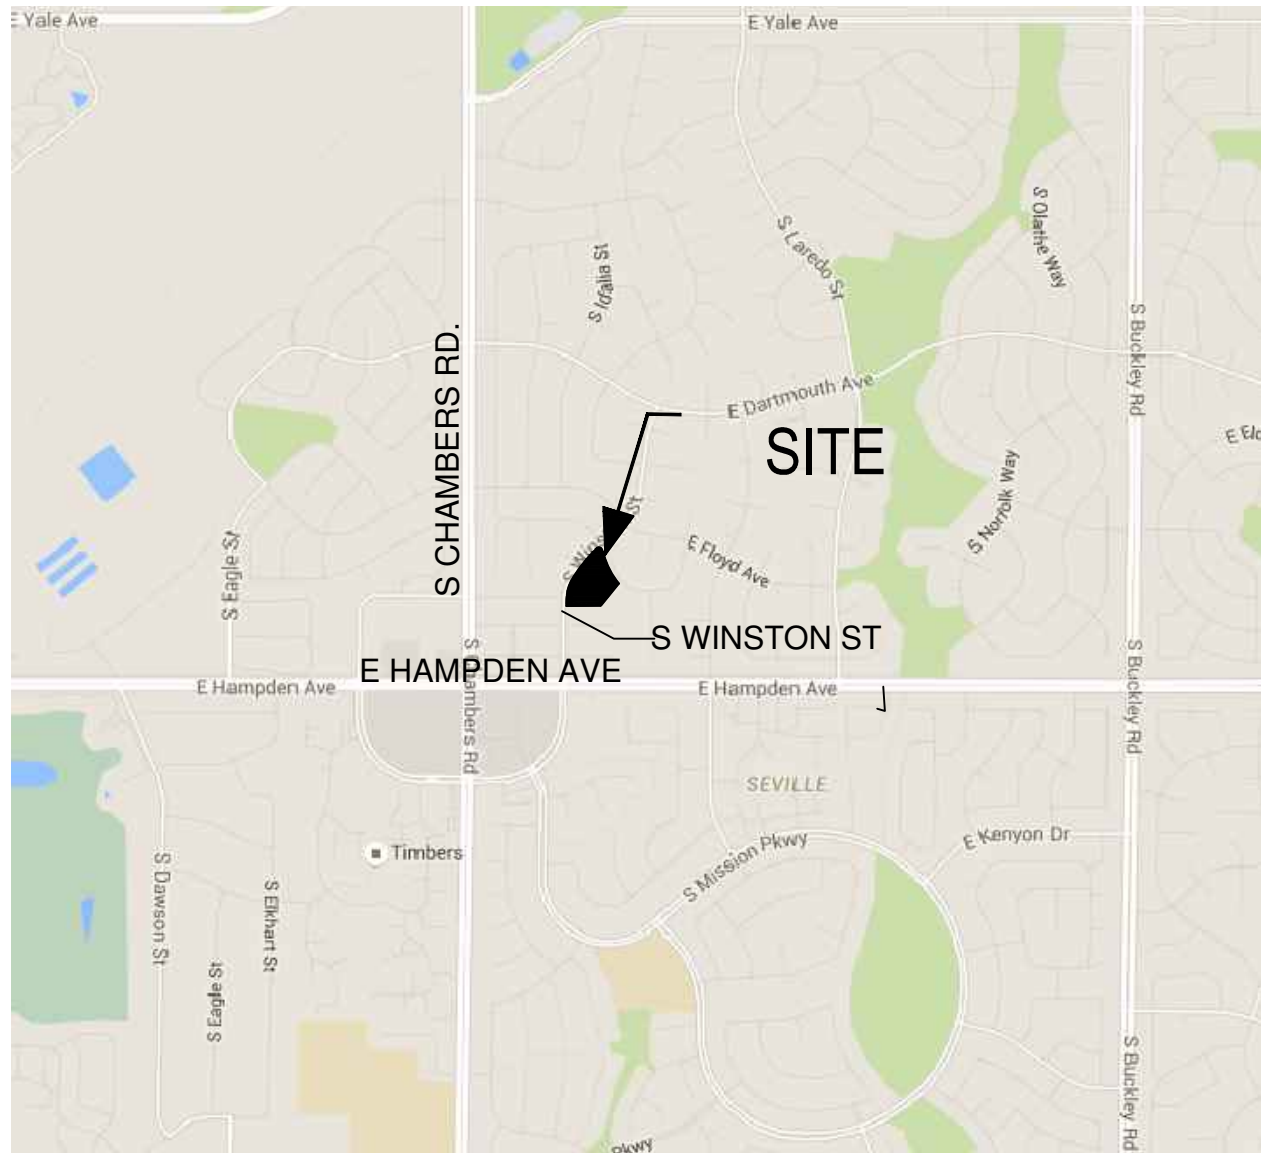 E Yale Ave
E Yale Ave
S Olathe Way
S Laredo St
S Idalia St
S Buckley Rd
S CHAMBERS RD.
E Dartmouth Ave
SITE
S Norfolk Way
S Eagle St
E Floyd Ave
S WINSTON ST
E HAMPDEN AVE
E Hampden Ave
E Hampden Ave
S Chambers Rd
S Buckley Rd
SEVILLE
E Kenyon Dr
S Mission Pkwy
Timbers
S Dawson St
S Elkhart St
S Eagle St
S Buckley Rd
Pkwy